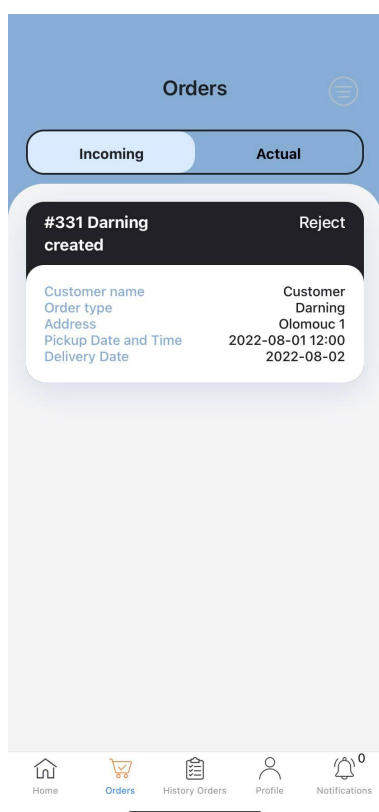 Orders
Incoming
Actual
#331 Darning
created
Reject
Customer name Customer
Order type Darning
Address Olomouc 1
Pickup Date and Time 2022-08-01 12:00
Delivery Date 2022-08-02
0
Home Orders History Orders Profile Notifications